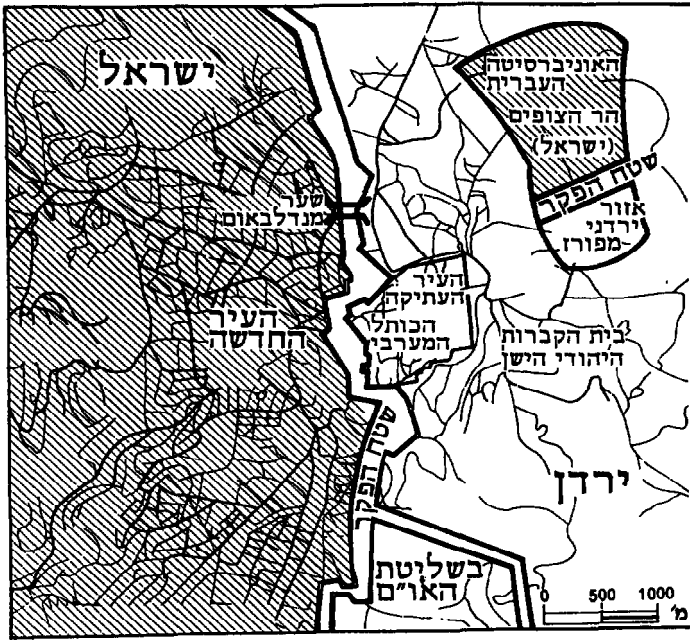 ישראל
האוניברסיטה
העברית
הר הצופים
(ישראל)
שטח הפקר
אזור
ירדני
מפורז
שער
מנדלבאום
העיר
העתיקה
הכותל
המערבי
העיר
החדשה
בית הקברות
היהודי הישן
שטח הפקר
ירדן
בשליטת
האו"ם
0 500 1000
מ'